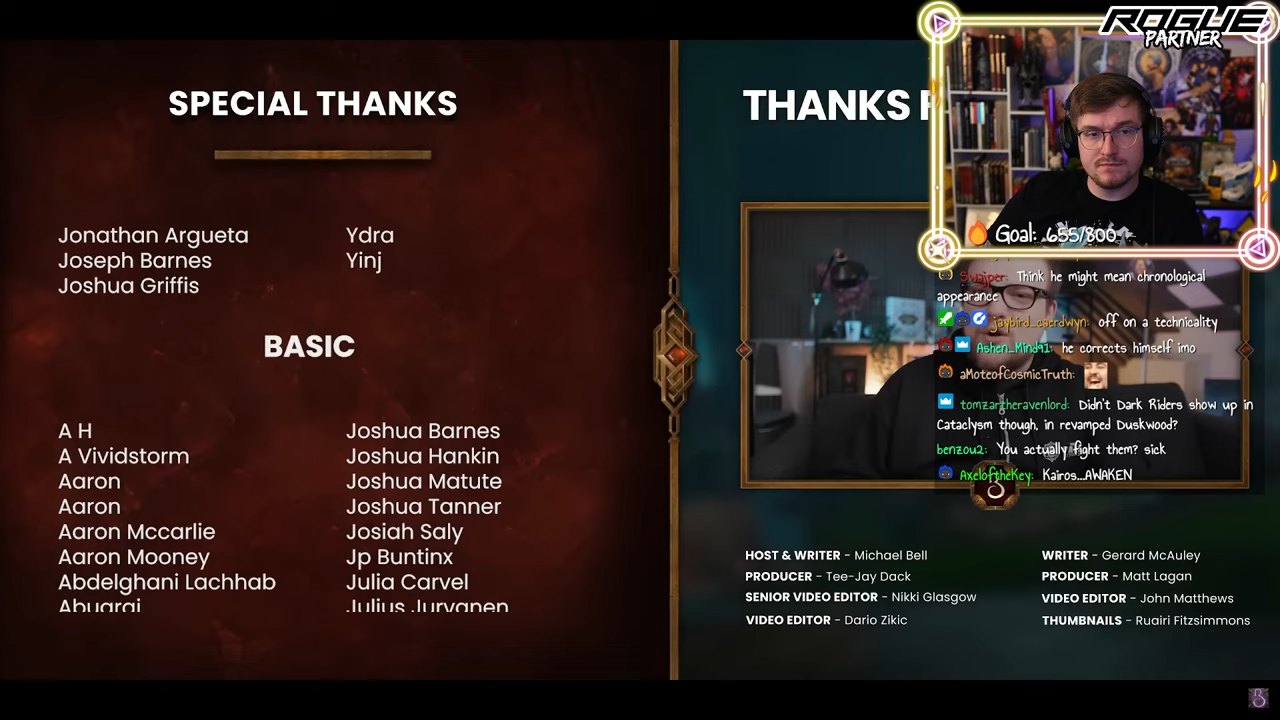 SPECIAL THANKS
Jonathan Argueta
Joseph Barnes
Joshua Griffis
Ydra
Yinj
BASIC
A H
A Vividstorm
Aaron
Aaron
Aaron Mccarlie
Aaron Mooney
Abdelghani Lachhab
Abuaraj
Joshua Barnes
Joshua Hankin
Joshua Matute
Joshua Tanner
Josiah Saly
Jp Buntinx
Julia Carvel
Julius Jurvanen
THANKS
ROGUE
PARTNER
Goal: 655/800
Swajper: Think he might mean chronological
appearance
jaybird_caerdwyn: off on a technicality
Ashen_Mind91: he corrects himself imo
aMoteofCosmicTruth:
tomzartheravenlord: Didn't Dark Riders show up in
Cataclysm though, in revamped Duskwood?
benzou2: You actually fight them? sick
AxeloftheKey: Kairos...AWAKEN
HOST & WRITER - Michael Bell
PRODUCER - Tee-Jay Dack
SENIOR VIDEO EDITOR - Nikki Glasgow
VIDEO EDITOR - Dario Zikic
WRITER - Gerard McAuley
PRODUCER - Matt Lagan
VIDEO EDITOR - John Matthews
THUMBNAILS - Ruairi Fitzsimmons